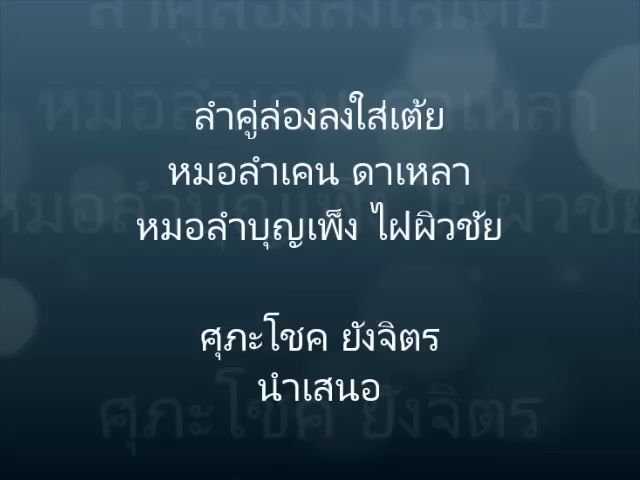 ลำคู่ล่องลงใส่เต้ย
หมอลำเคน ดาเหลา
หมอลำบุญเพ็ง ไฝผิวชัย
ศุภะโชค ยังจิตร
นำเสนอ